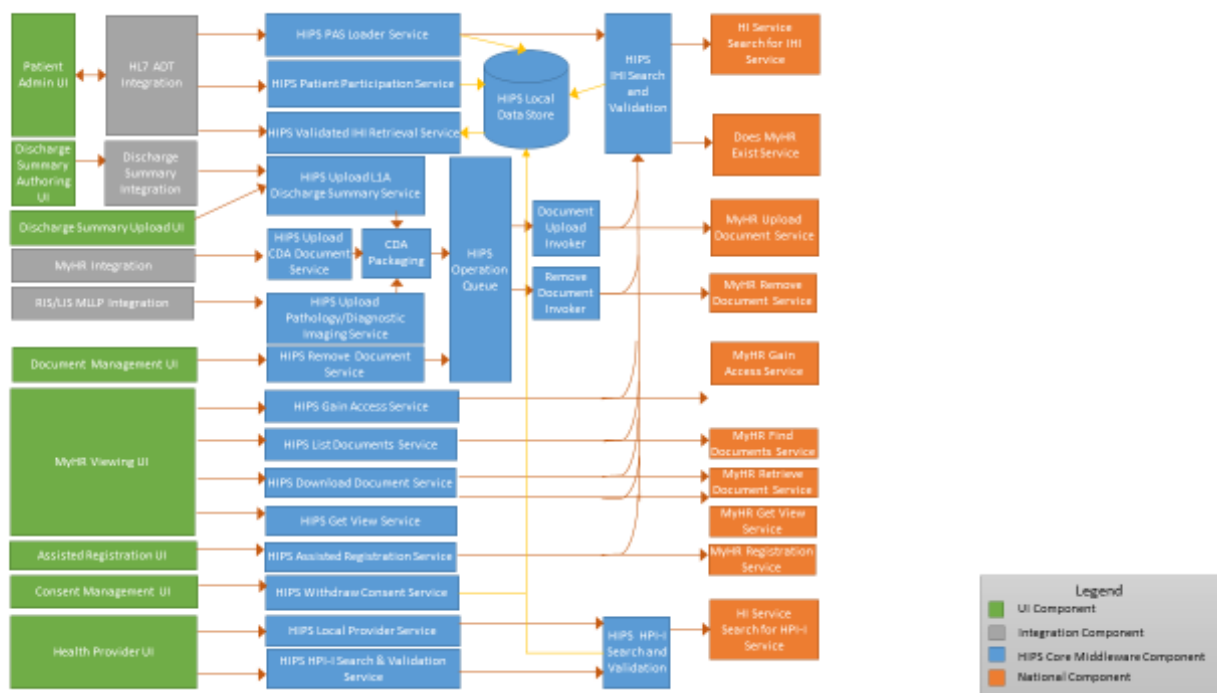 Patient
Admin UI
HL7 ADT
Integration
Discharge
Summary
Authoring
UI
Discharge
Summary
Integration
Discharge Summary Upload UI
MyHR Integration
RIS/LIS MLLP Integration
Document Management UI
MyHR Viewing UI
Assisted Registration UI
Consent Management UI
Health Provider UI
HIPS PAS Loader Service
HIPS Patient Participation Service
HIPS Validated IHI Retrieval Service
HIPS Upload L1A
Discharge Summary Service
HIPS Upload
CDA Document
Service
CDA
Packaging
HIPS Upload
Pathology/Diagnostic
Imaging Service
HIPS Remove Document
Service
HIPS Gain Access Service
HIPS List Documents Service
HIPS Download Document Service
HIPS Get View Service
HIPS Assisted Registration Service
HIPS Withdraw Consent Service
HIPS Local Provider Service
HIPS HPI-I Search & Validation
Service
HIPS Local
Data Store
HIPS
Operation
Queue
Document
Upload
Invoker
Remove
Document
Invoker
HIPS
IHI Search
and
Validation
HIPS HPI-I
Search and
Validation
HI Service
Search for IHI
Service
Does MyHR
Exist Service
MyHR Upload
Document Service
MyHR Remove
Document Service
MyHR Gain
Access Service
MyHR Find
Documents Service
MyHR Retrieve
Document Service
MyHR Get View
Service
MyHR Registration
Service
HI Service
Search for HPI-I
Service
Legend
UI Component
Integration Component
HIPS Core Middleware Component
National Component